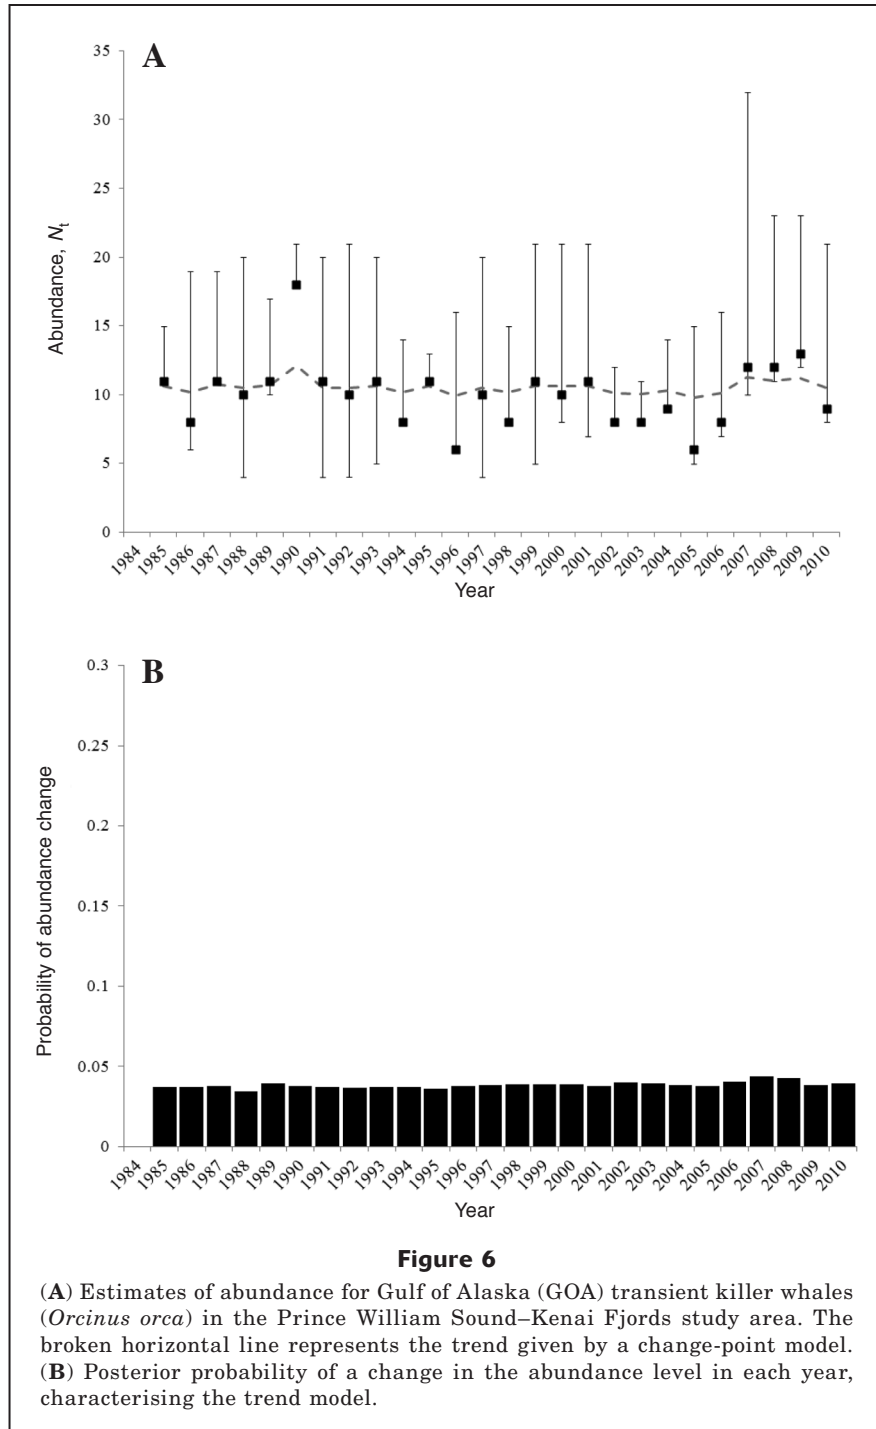 A
35
30
25
20
15
10
5
0
Abundance, Nt
1984 1985 1986 1987 1988 1989 1990 1991 1992 1993 1994 1995 1996 1997 1998 1999 2000 2001 2002 2003 2004 2005 2006 2007 2008 2009 2010
Year
B
0.3
0.25
0.2
0.15
0.1
0.05
0
Probability of abundance change
1984 1985 1986 1987 1988 1989 1990 1991 1992 1993 1994 1995 1996 1997 1998 1999 2000 2001 2002 2003 2004 2005 2006 2007 2008 2009 2010
Year
Figure 6
(A) Estimates of abundance for Gulf of Alaska (GOA) transient killer whales
(Orcinus orca) in the Prince William Sound–Kenai Fjords study area. The
broken horizontal line represents the trend given by a change-point model.
(B) Posterior probability of a change in the abundance level in each year,
characterising the trend model.